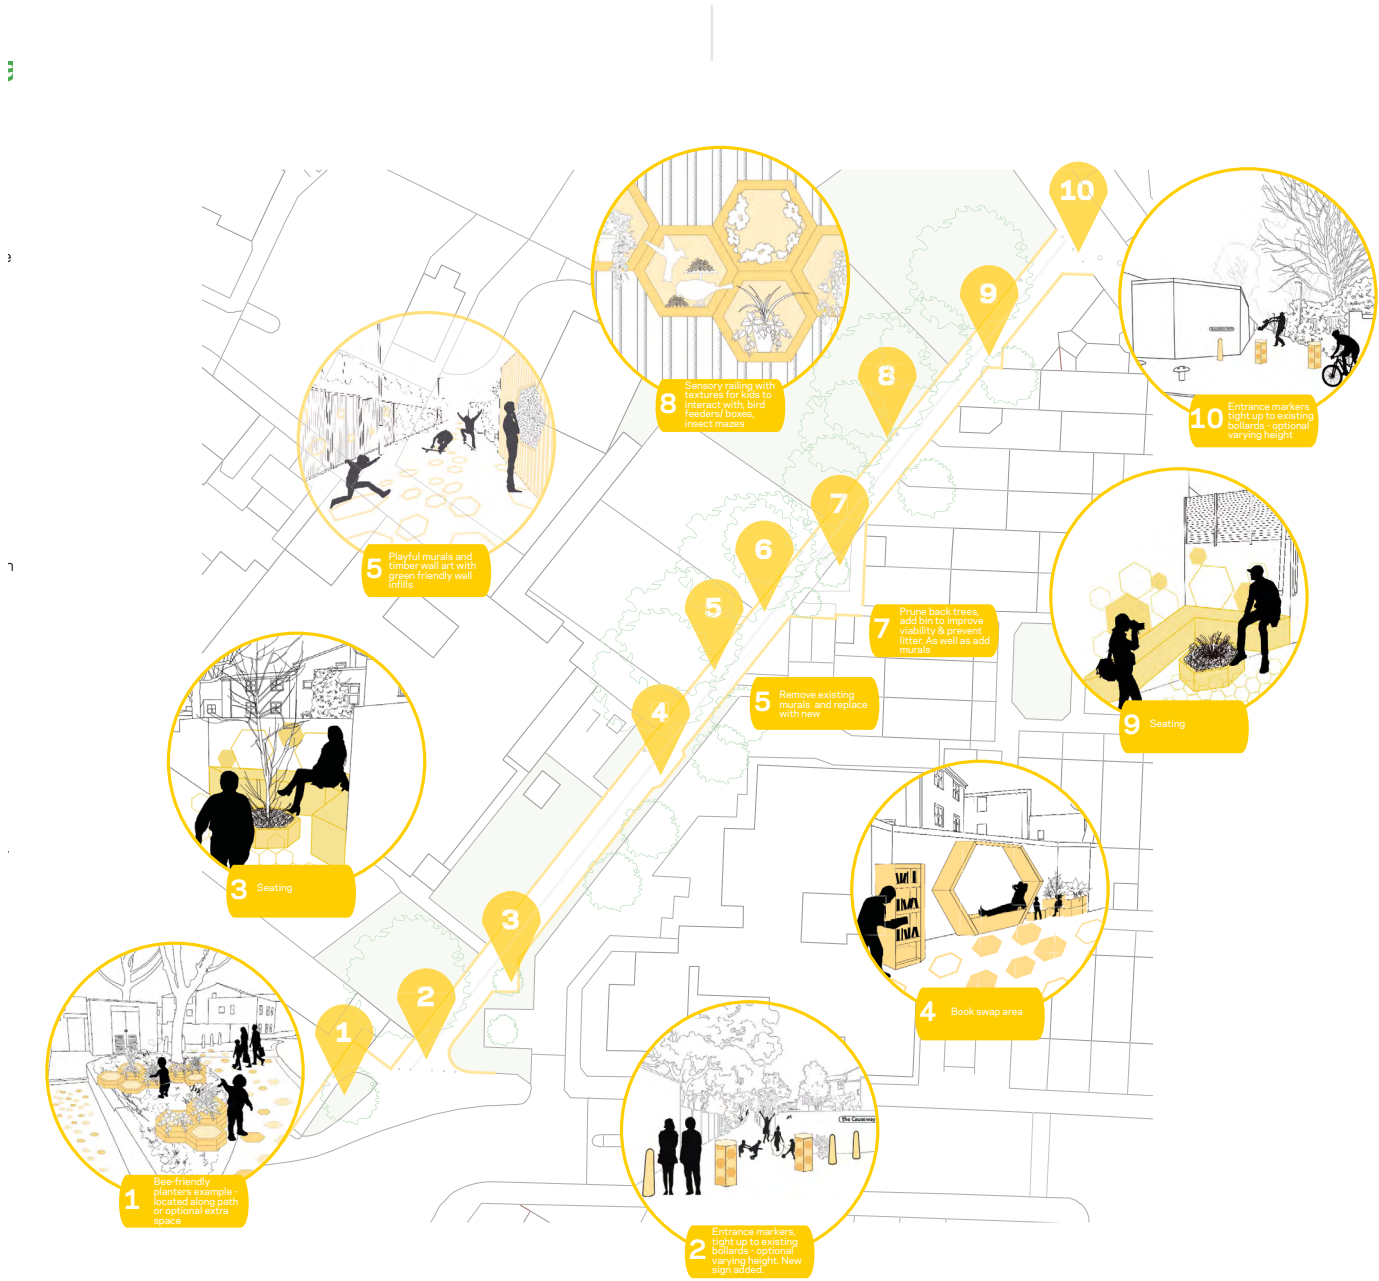 10
9
8
7
6
5
4
3
2
1
8
Sensory railing with
textures for kids to
interact with, bird
feeders/ boxes,
insect mazes
10
Entrance markers
tight up to existing
bollards - optional
varying height
5
Playful murals and
timber wall art with
green friendly wall
infills
7
Prune back trees,
add bin to improve
viability & prevent
litter. As well as add
murals
5
Remove existing
murals and replace
with new
9
Seating
3
Seating
4
Bock swap area
1
Bee-friendly
planters example -
located along path
or optional extra
space
The Causeway
2
Entrance markers,
tight up to existing
bollards - optional
varying height. New
sign added.
e
n